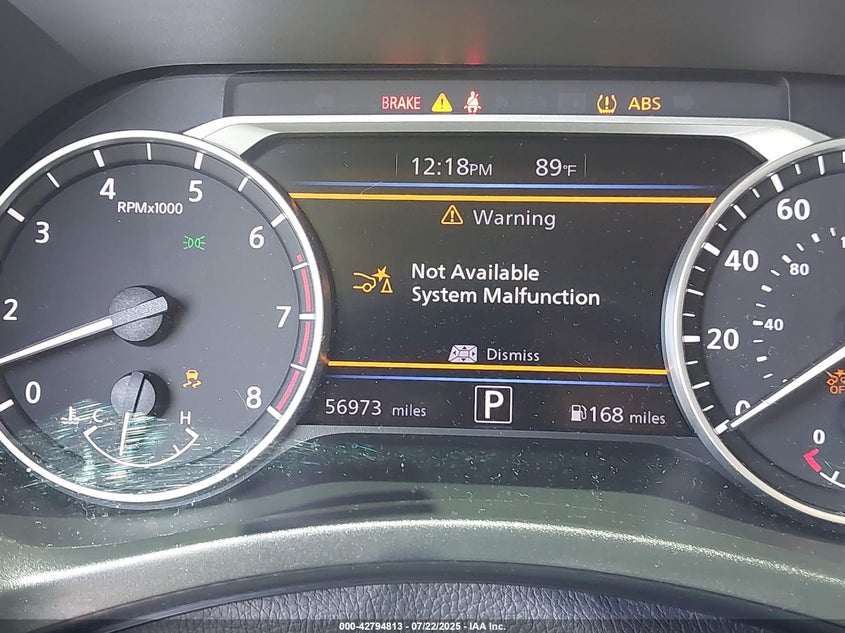 BRAKE ABS
12:18PM 89°F
Warning
Not Available
System Malfunction
Dismiss
56973 miles P 168 miles
0 2 3 4 5 6 7 8
RPMx1000
C H
0 20 40 60
40 80
OFF
0
000-42794813 - 07/22/2025 - IAA Inc.